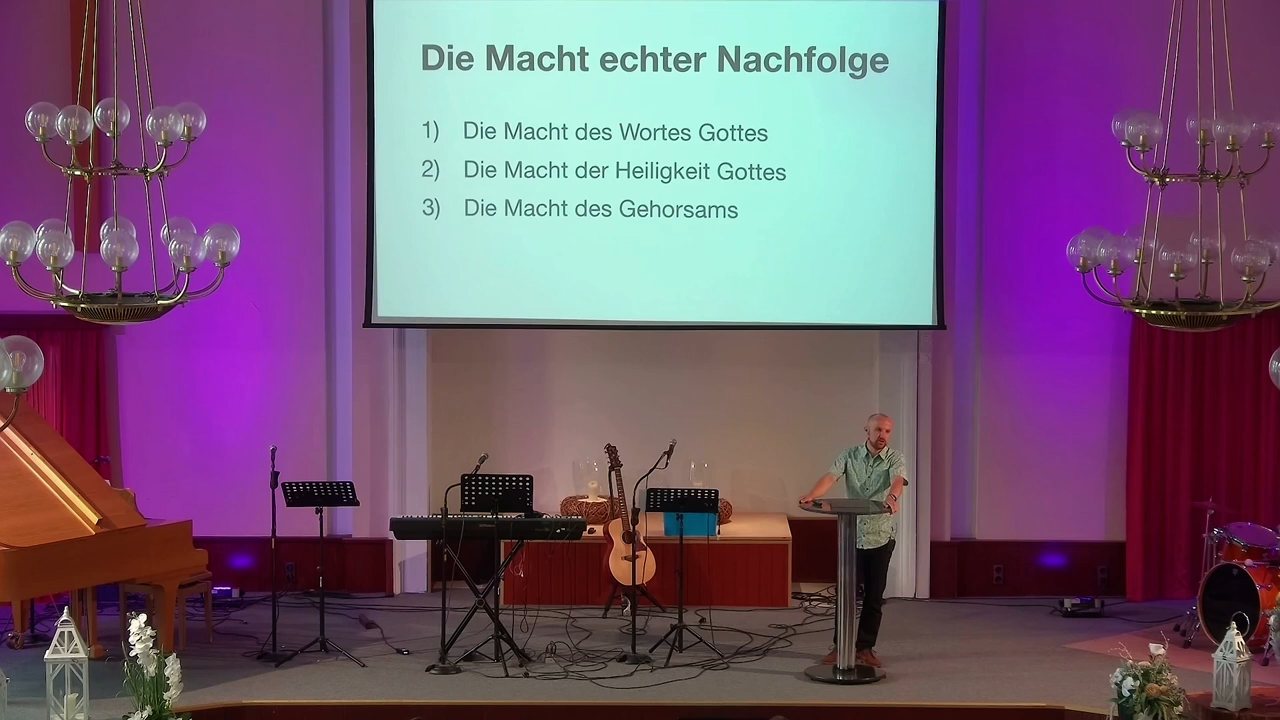 Die Macht echter Nachfolge
1) Die Macht des Wortes Gottes
2) Die Macht der Heiligkeit Gottes
3) Die Macht des Gehorsams